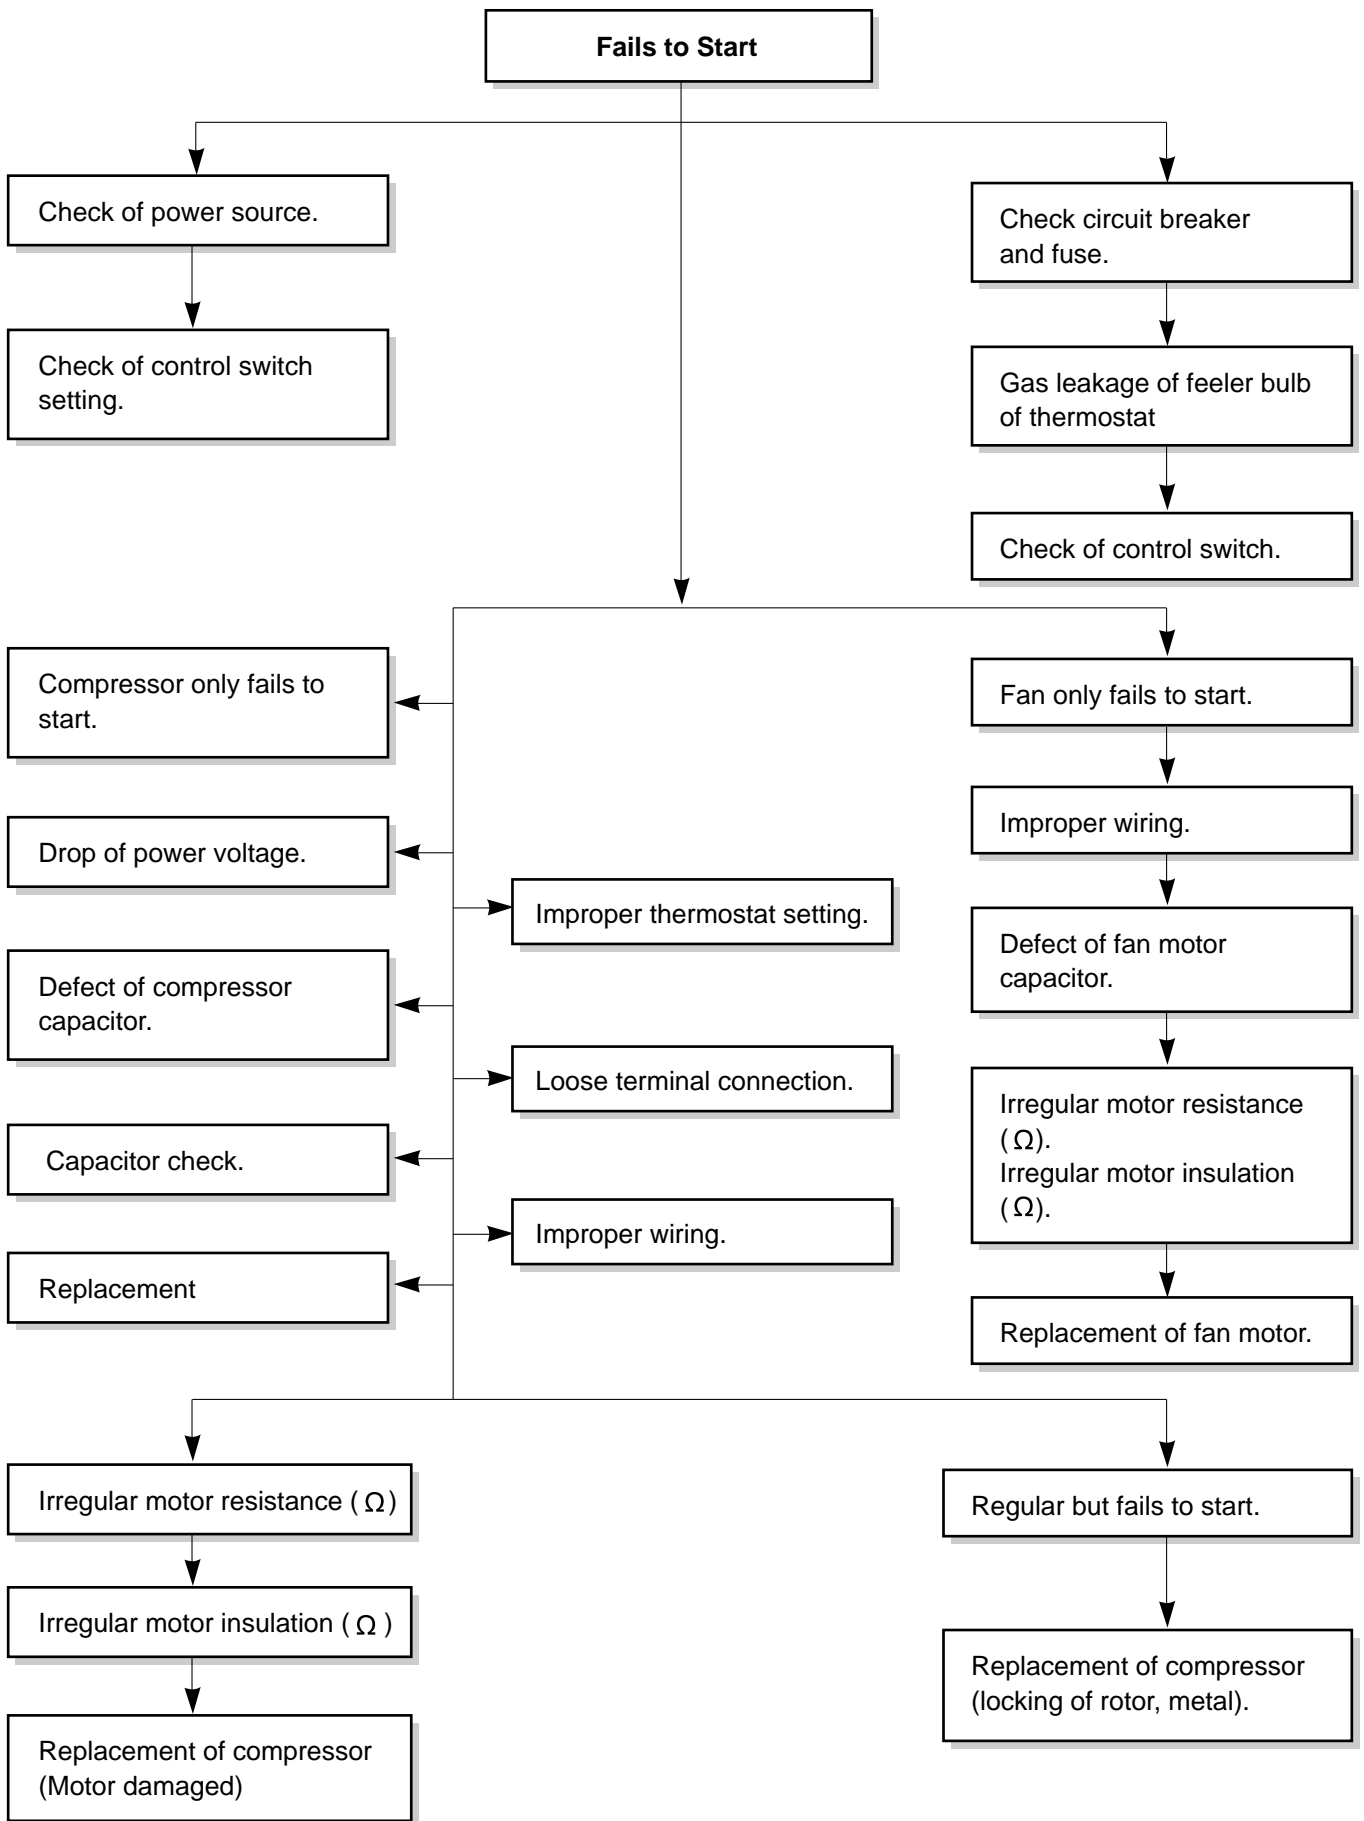 Fails to Start
Check of power source.
Check circuit breaker
and fuse.
Check of control switch
setting.
Gas leakage of feeler bulb
of thermostat
Check of control switch.
Compressor only fails to
start.
Fan only fails to start.
Drop of power voltage.
Improper wiring.
Improper thermostat setting.
Defect of fan motor
capacitor.
Defect of compressor
capacitor.
Loose terminal connection.
Irregular motor resistance
(Ω).
Irregular motor insulation
(Ω).
Capacitor check.
Improper wiring.
Replacement
Replacement of fan motor.
Irregular motor resistance (Ω)
Regular but fails to start.
Irregular motor insulation (Ω )
Replacement of compressor
(locking of rotor, metal).
Replacement of compressor
(Motor damaged)